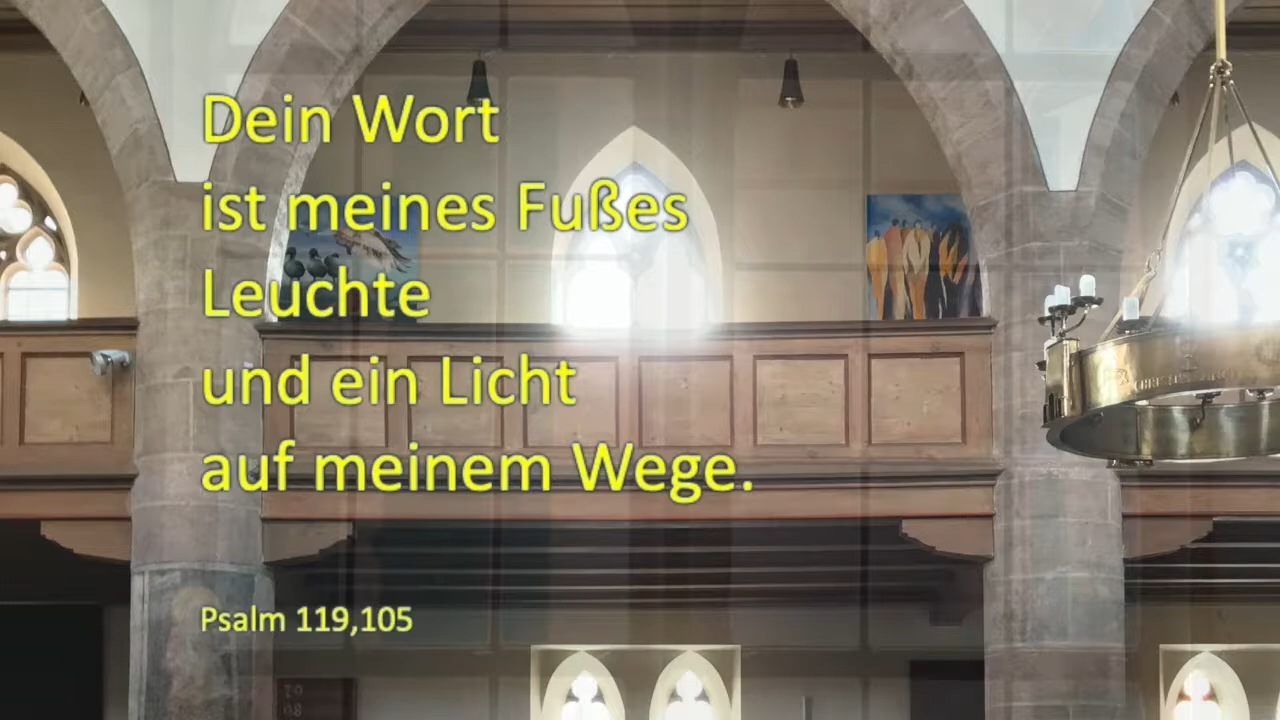 Dein Wort
ist meines Fußes
Leuchte
und ein Licht
auf meinem Wege.
Psalm 119,105